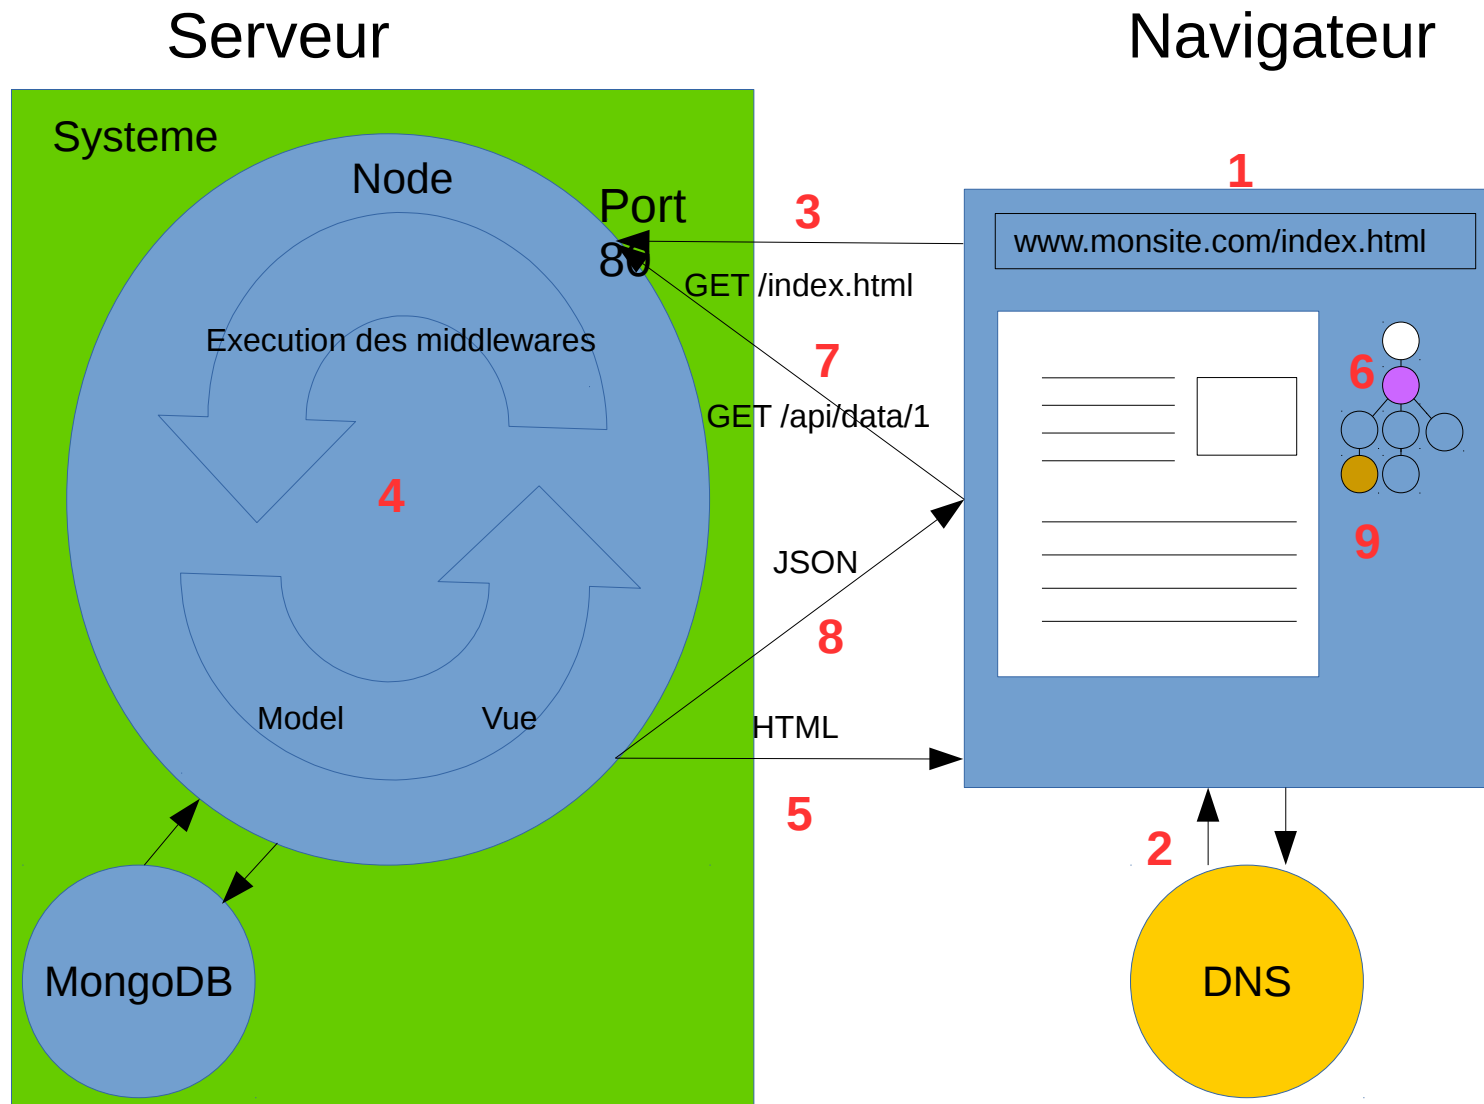 Serveur
Navigateur
Systeme
Node
Port
80
1
3
www.monsite.com/index.html
GET /index.html
Execution des middlewares
7
6
GET /api/data/1
4
9
JSON
8
Model
Vue
HTML
5
2
MongoDB
DNS